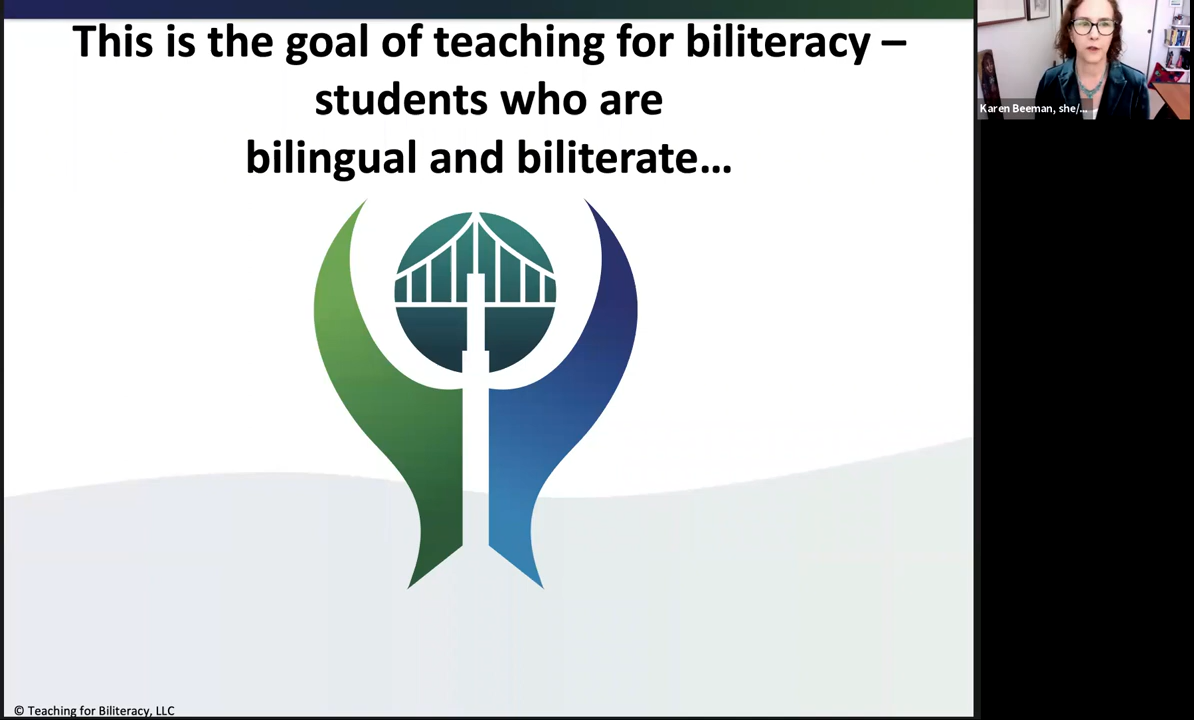 This is the goal of teaching for biliteracy –
students who are
bilingual and biliterate…
Karen Beeman, she/...
© Teaching for Biliteracy, LLC